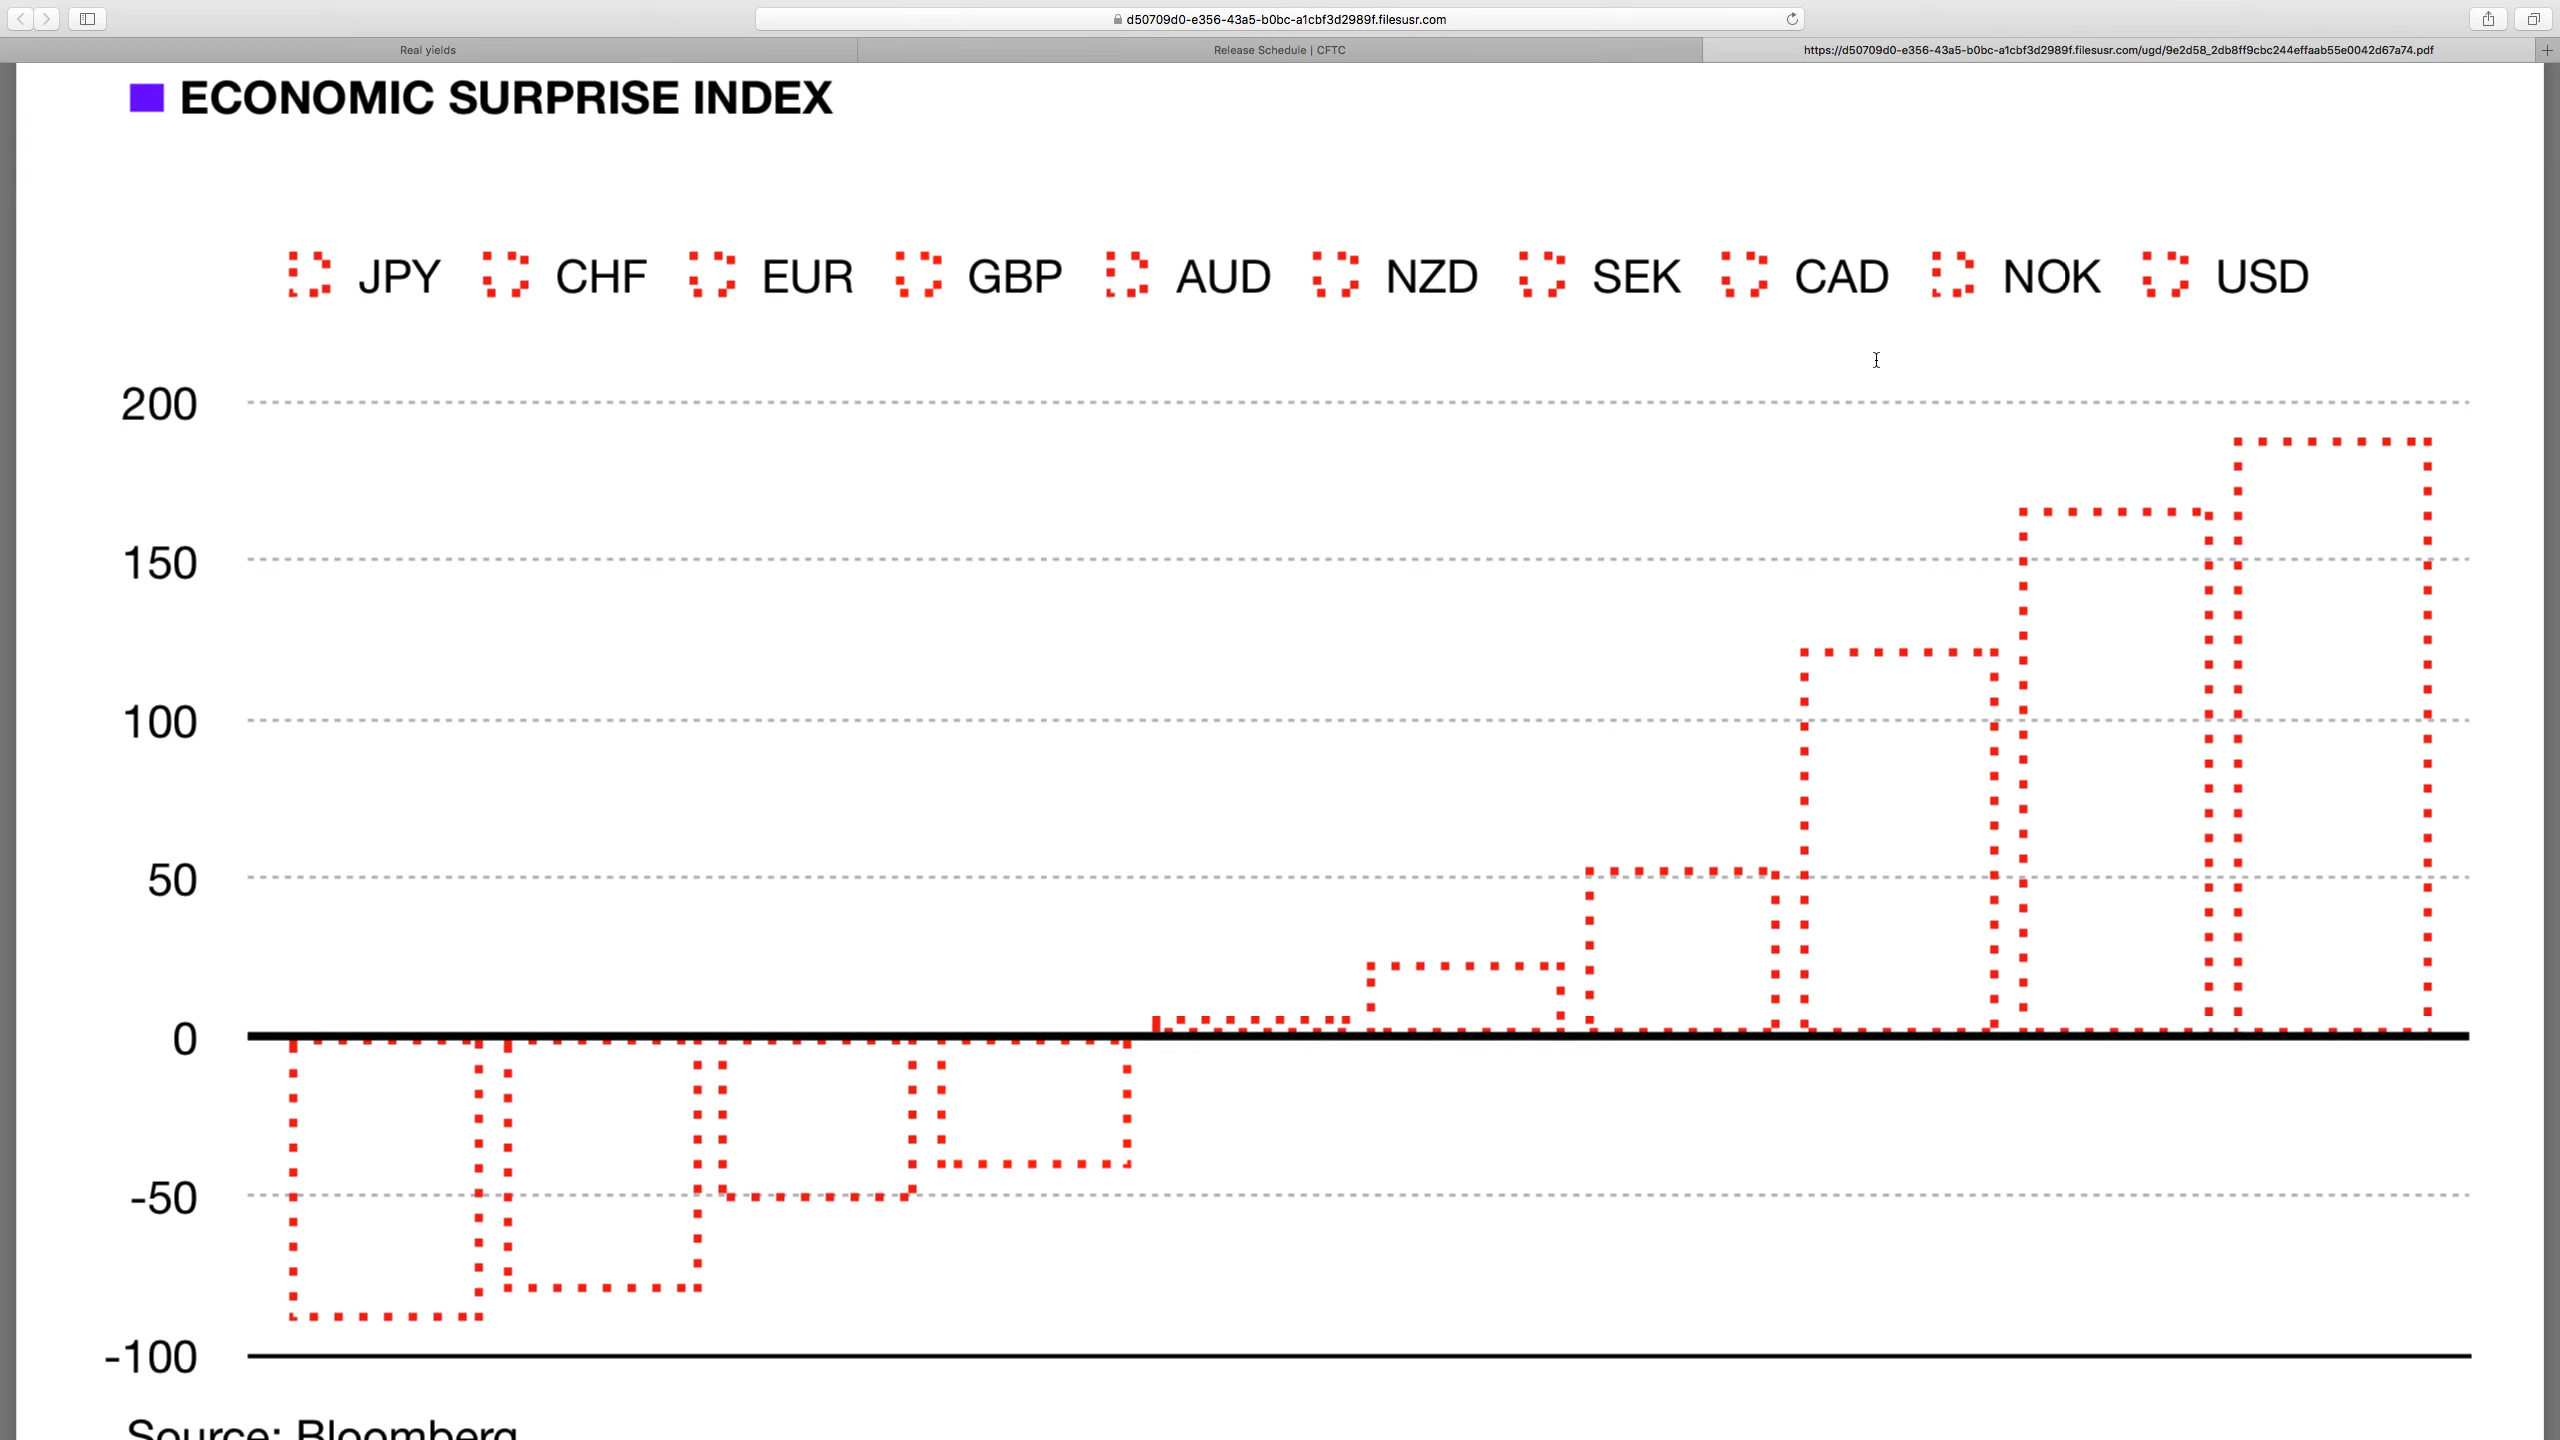 d50709d0-e356-43a5-b0bc-a1cbf3d2989f.filesusr.com
Real yields
Release Schedule | CFTC
https://d50709d0-e356-43a5-b0bc-a1cbf3d2989f.filesusr.com/ugd/9e2d58_2db8ff9cbc244effaab55e0042d67a74.pdf
ECONOMIC SURPRISE INDEX
JPY CHF EUR GBP AUD NZD SEK CAD NOK USD
200
150
100
50
0
-50
-100
Source: Bloomberg